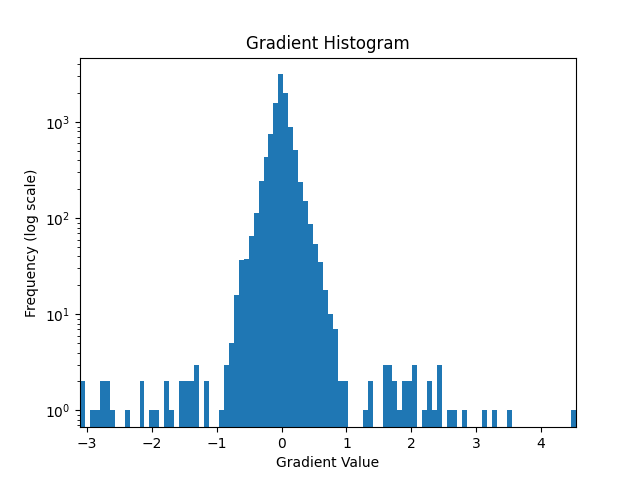 Gradient Histogram
Frequency (log scale)
10³
10²
10¹
10⁰
−3 −2 −1 0 1 2 3 4
Gradient Value